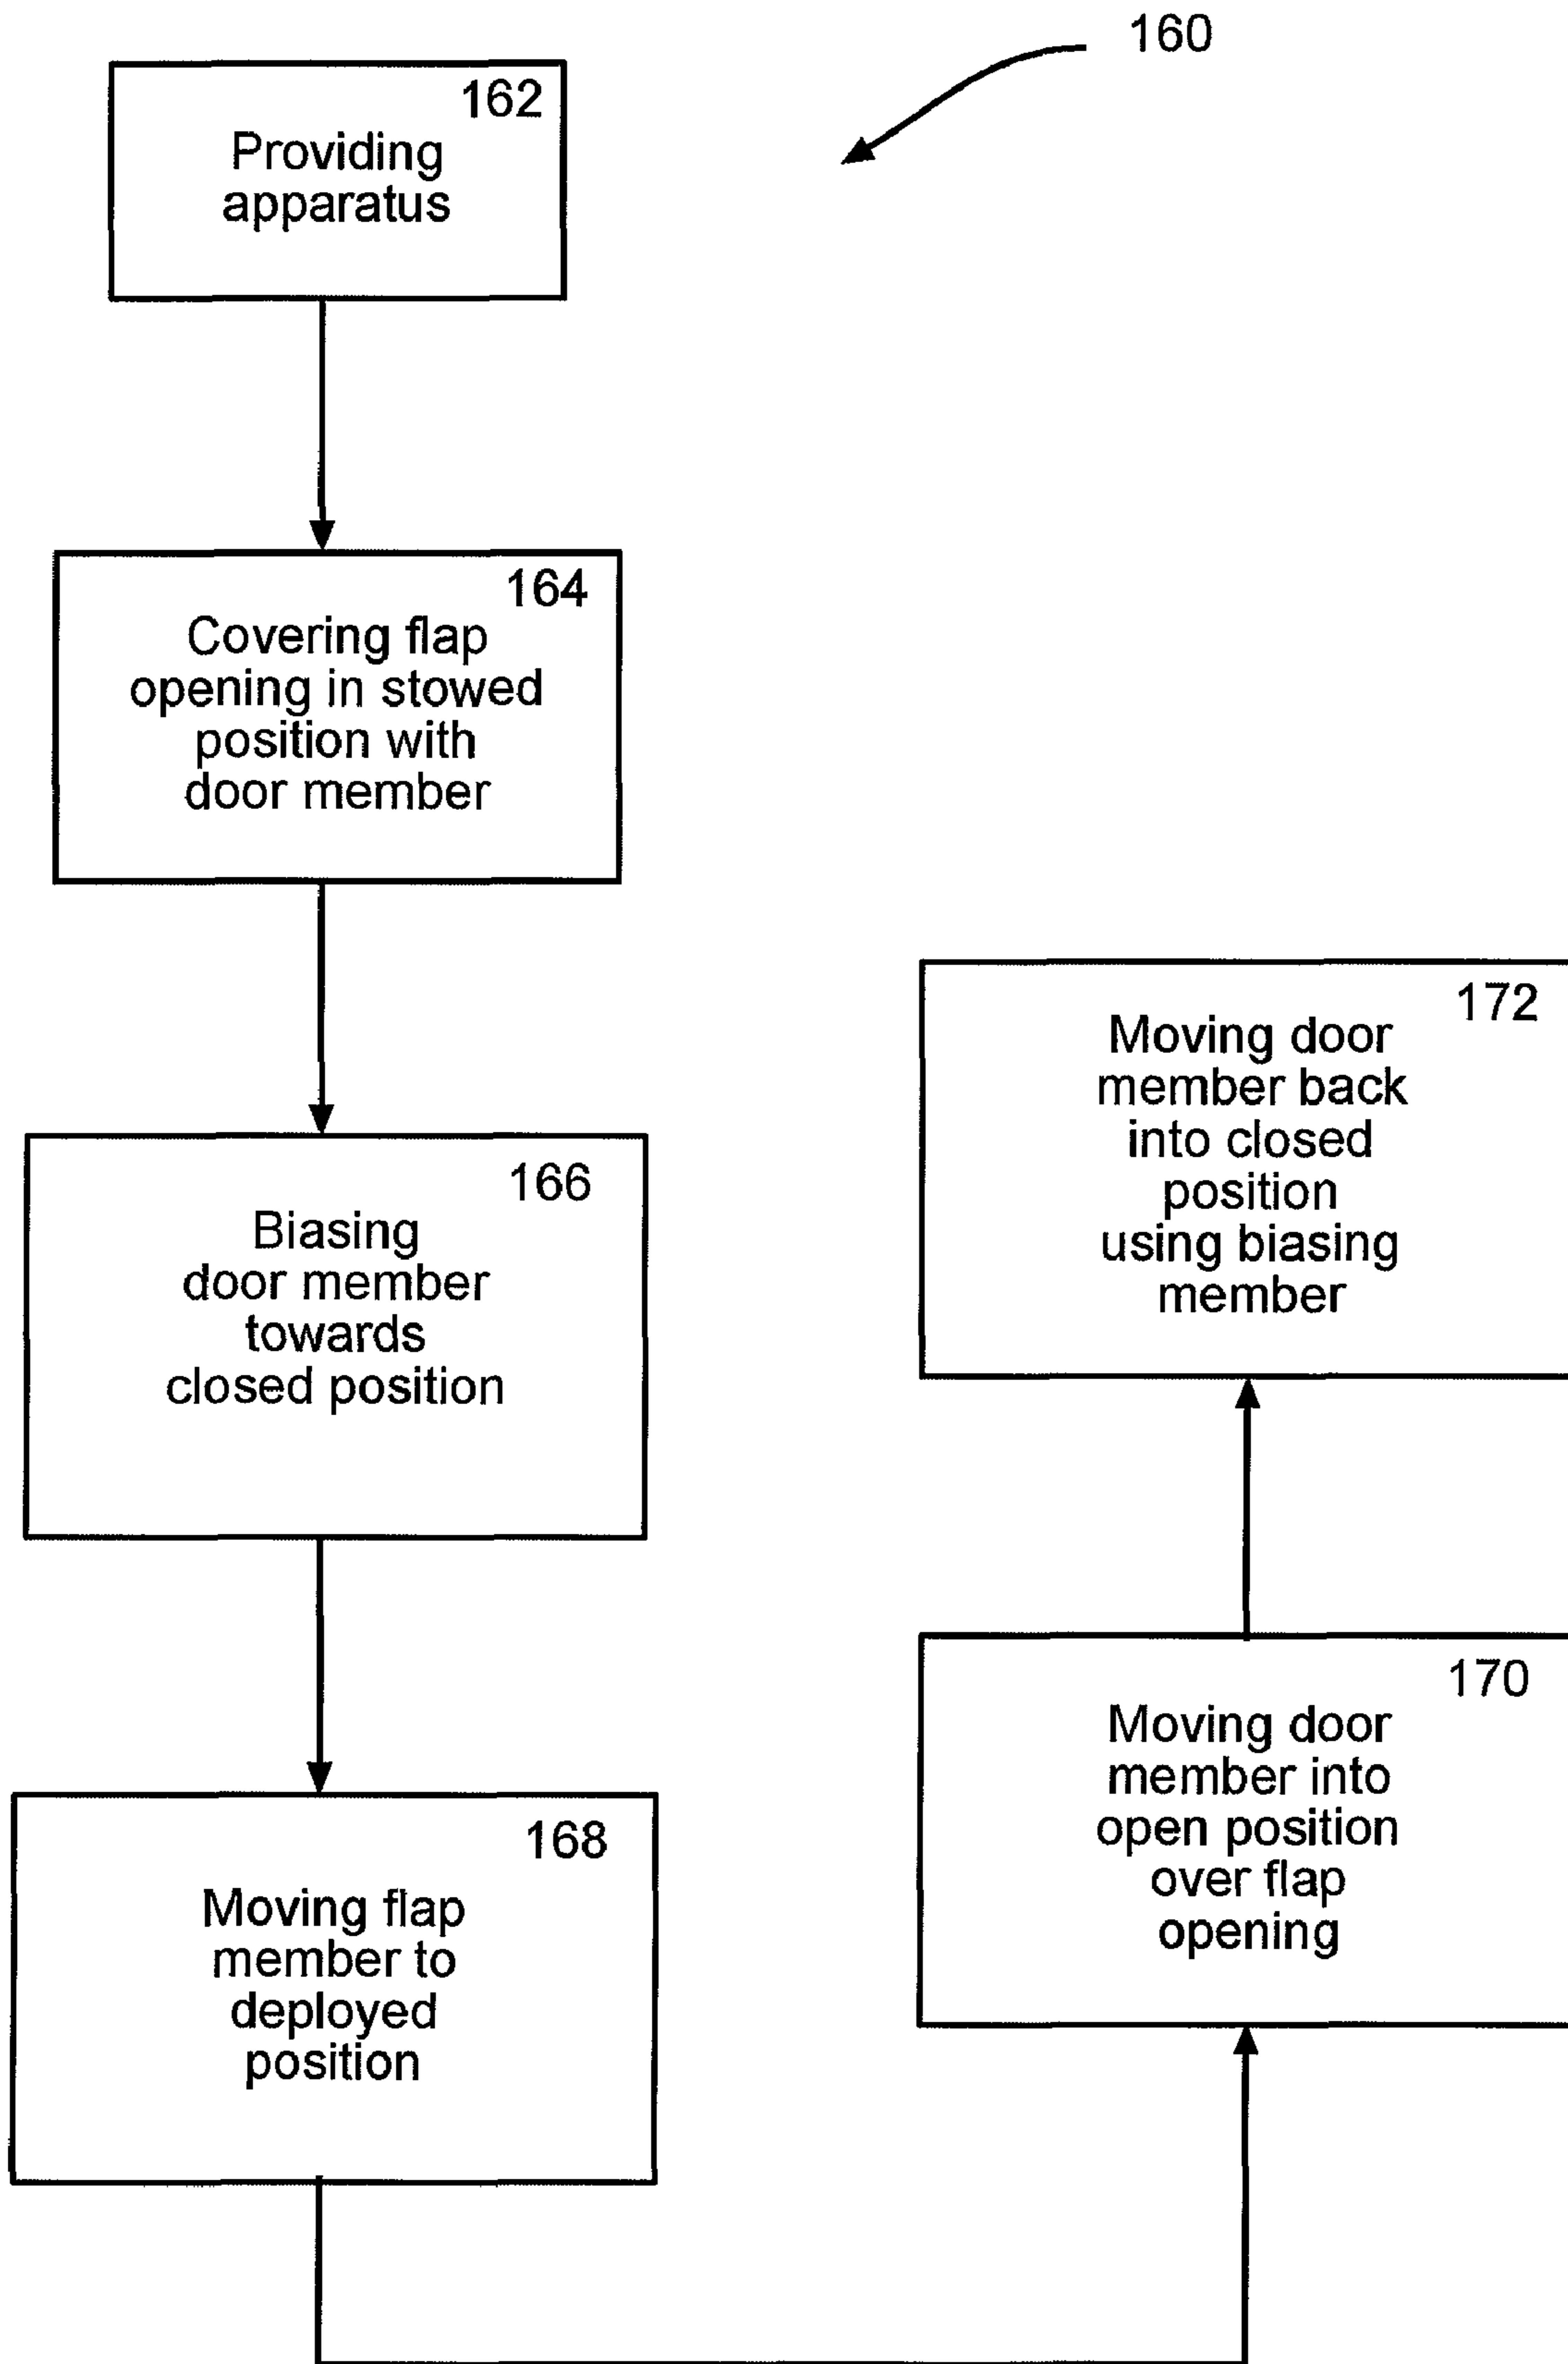 160
162
Providing
apparatus
164
Covering flap
opening in stowed
position with
door member
166
Biasing
door member
towards
closed position
168
Moving flap
member to
deployed
position
170
Moving door
member into
open position
over flap
opening
172
Moving door
member back
into closed
position
using biasing
member